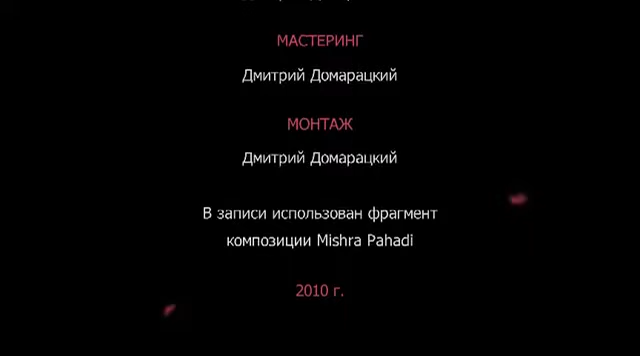 МАСТЕРИНГ
Дмитрий Домарацкий
МОНТАЖ
Дмитрий Домарацкий
В записи использован фрагмент
композиции Mishra Pahadi
2010 г.